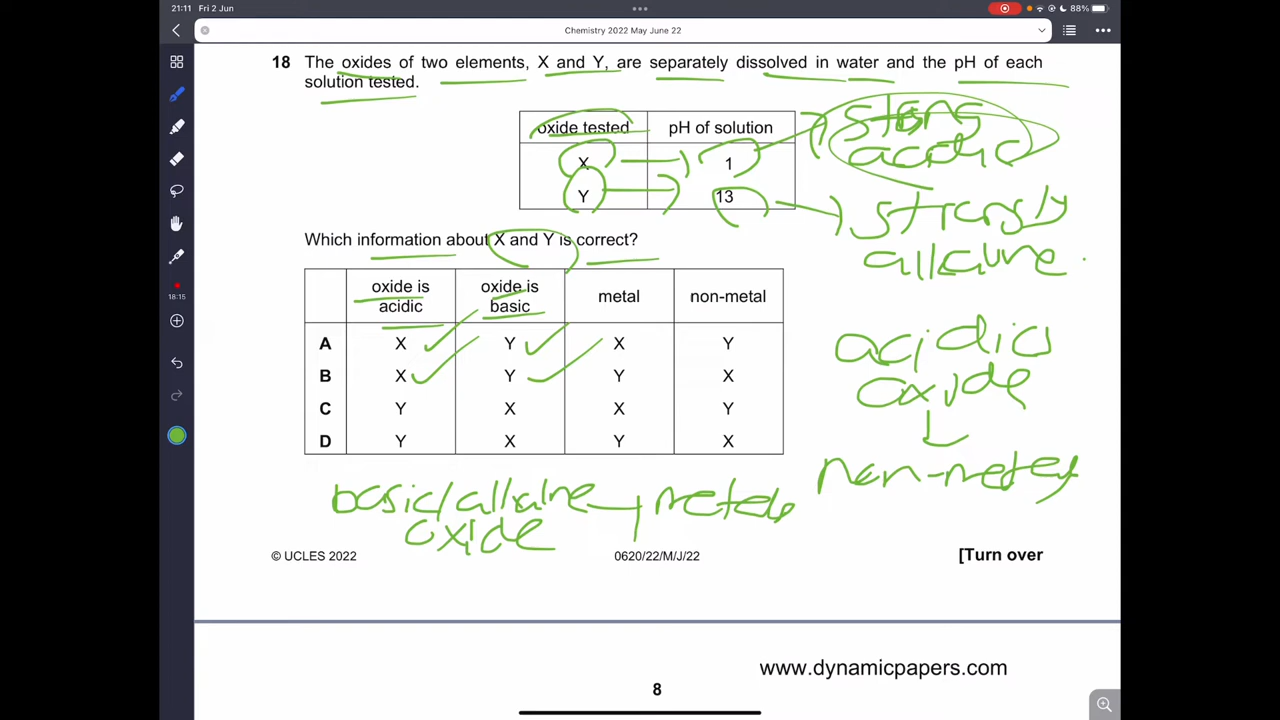 21:11 Fri 2 Jun
88%
Chemistry 2022 May June 22
18 The oxides of two elements, X and Y, are separately dissolved in water and the pH of each
solution tested.
oxide tested pH of solution
X 1
Y 13
strong
acidic
strongly
alkaline.
Which information about X and Y is correct?
oxide is acidic oxide is basic metal non-metal
A X Y X Y
B X Y Y X
C Y X X Y
D Y X Y X
acidic
oxide
non-metal
basic/alkaline metals
oxide
18:15
© UCLES 2022 0620/22/M/J/22 [Turn over
www.dynamicpapers.com
8